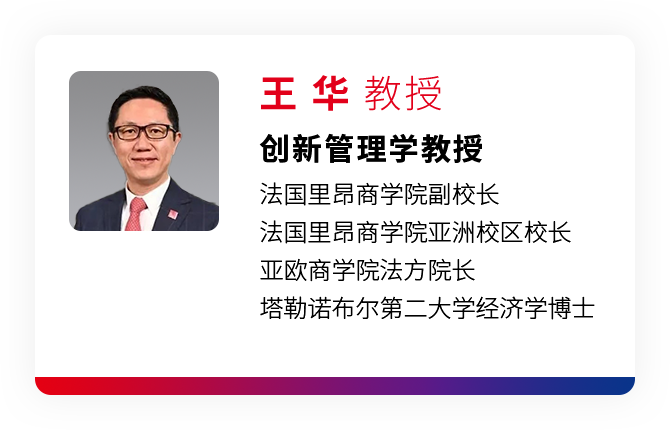 王 华 教授
创新管理学教授
法国里昂商学院副校长
法国里昂商学院亚洲校区校长
亚欧商学院法方院长
塔勒诺布尔第二大学经济学博士